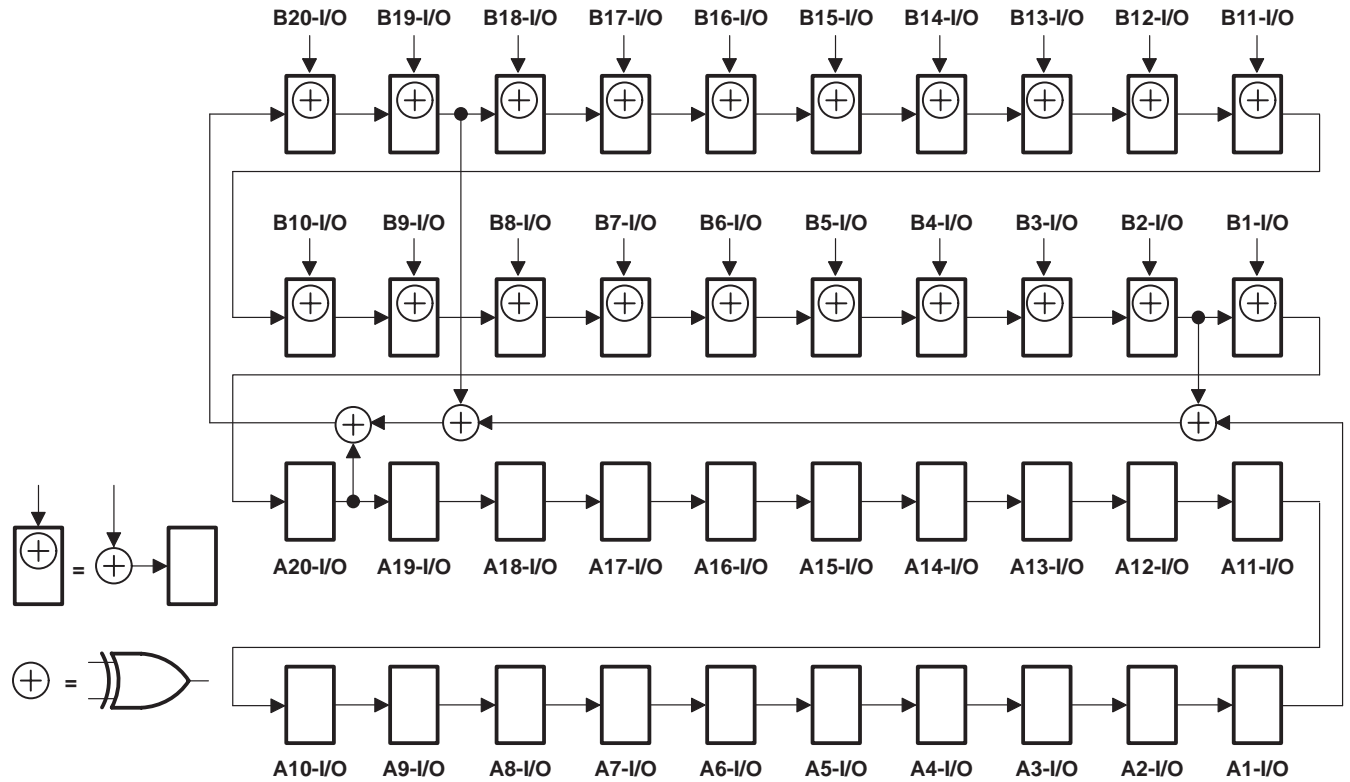 B20-I/O B19-I/O B18-I/O B17-I/O B16-I/O B15-I/O B14-I/O B13-I/O B12-I/O B11-I/O
B10-I/O B9-I/O B8-I/O B7-I/O B6-I/O B5-I/O B4-I/O B3-I/O B2-I/O B1-I/O
A20-I/O A19-I/O A18-I/O A17-I/O A16-I/O A15-I/O A14-I/O A13-I/O A12-I/O A11-I/O
=
=
A10-I/O A9-I/O A8-I/O A7-I/O A6-I/O A5-I/O A4-I/O A3-I/O A2-I/O A1-I/O